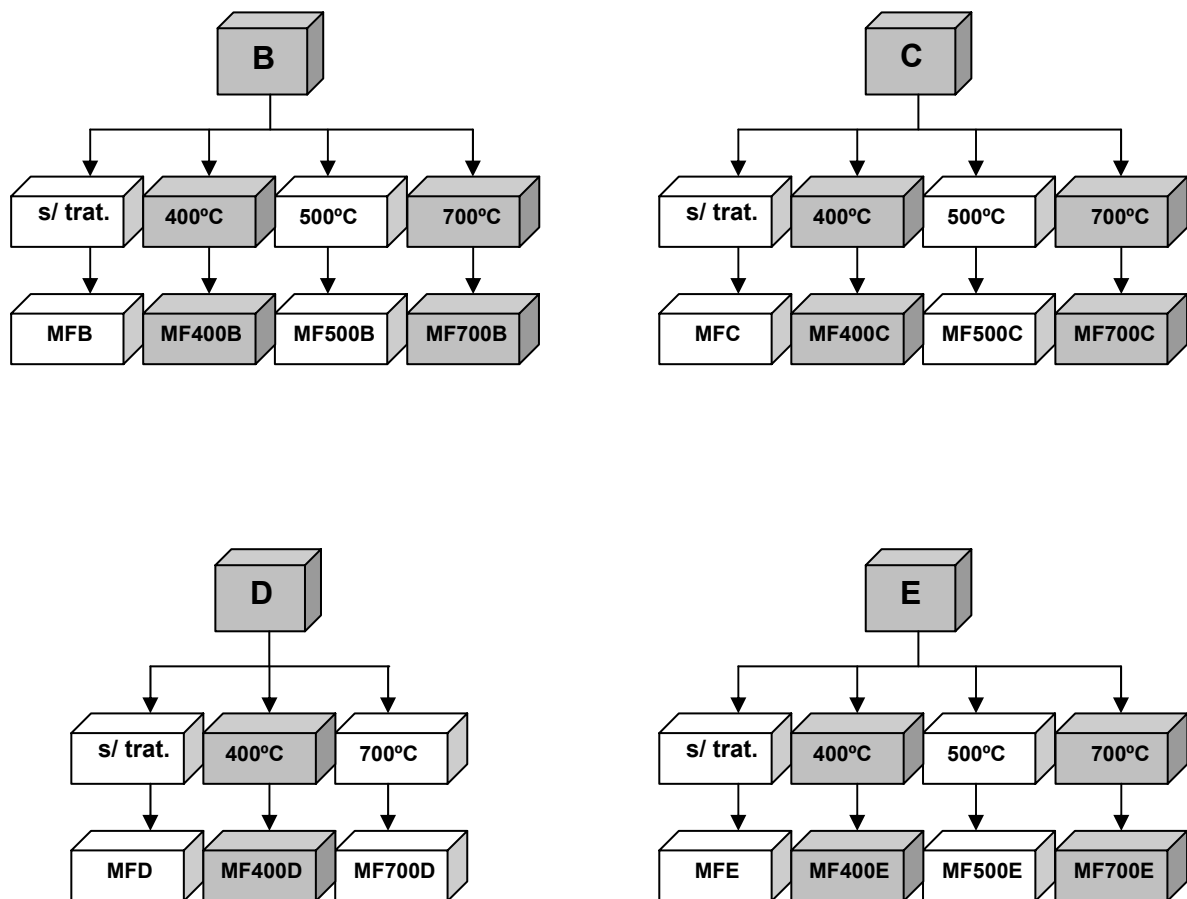 B
s/ trat. 400ºC 500ºC 700ºC
MFB MF400B MF500B MF700B
C
s/ trat. 400ºC 500ºC 700ºC
MFC MF400C MF500C MF700C
D
s/ trat. 400ºC 700ºC
MFD MF400D MF700D
E
s/ trat. 400ºC 500ºC 700ºC
MFE MF400E MF500E MF700E